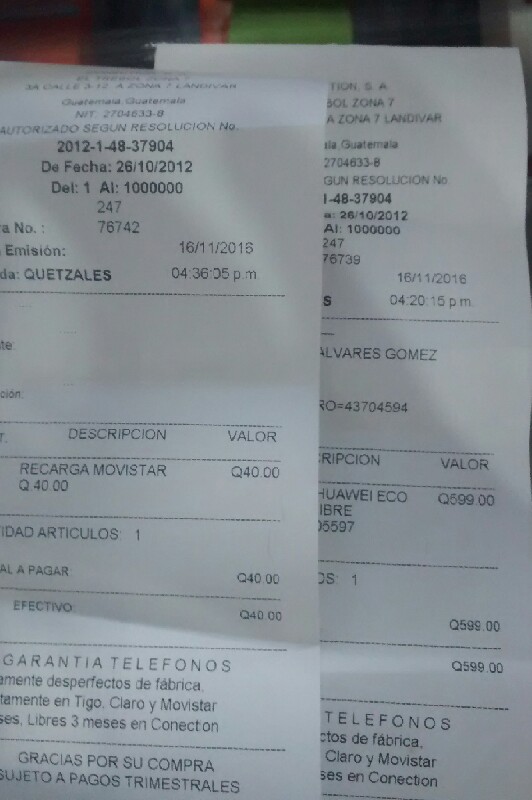 EL TREBOL ZONA 7
3A CALLE 3-12, A ZONA 7 LANDIVAR
Guatemala, Guatemala
NIT: 2704633-8
AUTORIZADO SEGUN RESOLUCION No.
2012-1-48-37904
De Fecha: 26/10/2012
Del: 1 Al: 1000000
247
ra No. : 76742
Emisión: 16/11/2016
da: QUETZALES 04:36:05 p.m.
te:
ción:
T. DESCRIPCION VALOR
RECARGA MOVISTAR Q40.00
Q.40.00
IDAD ARTICULOS: 1
AL A PAGAR: Q40.00
EFECTIVO: Q40.00
GARANTIA TELEFONOS
amente desperfectos de fábrica,
tamente en Tigo, Claro y Movistar
ses, Libres 3 meses en Conection
GRACIAS POR SU COMPRA
SUJETO A PAGOS TRIMESTRALES
TION, S. A.
BOL ZONA 7
A ZONA 7 LANDIVAR
ala, Guatemala
2704633-8
GUN RESOLUCION No.
1-48-37904
a: 26/10/2012
Al: 1000000
247
76739
16/11/2016
S 04:20:15 p.m.
ALVARES GOMEZ
RO=43704594
RIPCION VALOR
HUAWEI ECO Q599.00
IBRE
05597
OS: 1
Q599.00
Q599.00
TELEFONOS
ctos de fábrica,
Claro y Movistar
ses en Conection